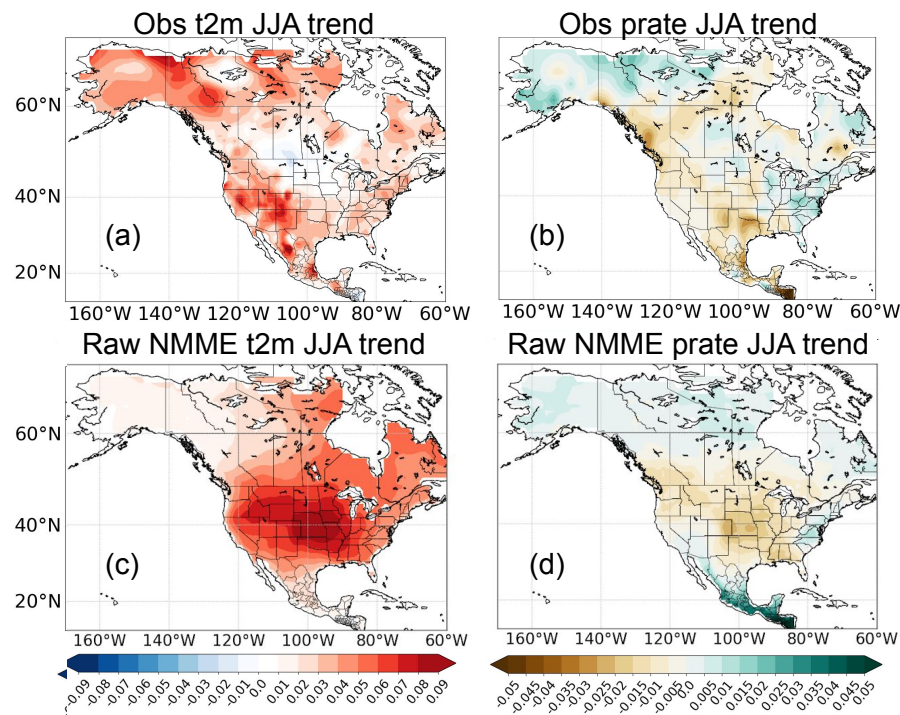 Obs t2m JJA trend
Obs prate JJA trend
60°N
40°N
20°N
(a)
(b)
160°W 140°W 120°W 100°W 80°W 60°W
160°W 140°W 120°W 100°W 80°W 60°W
Raw NMME t2m JJA trend
Raw NMME prate JJA trend
60°N
40°N
20°N
(c)
(d)
160°W 140°W 120°W 100°W 80°W 60°W
160°W 140°W 120°W 100°W 80°W 60°W
-0.09 -0.08 -0.07 -0.06 -0.05 -0.04 -0.03 -0.02 -0.01 0.0 0.01 0.02 0.03 0.04 0.05 0.06 0.07 0.08 0.09
-0.05 -0.045 -0.04 -0.035 -0.03 -0.025 -0.02 -0.015 -0.01 -0.005 0.0 0.005 0.01 0.015 0.02 0.025 0.03 0.035 0.04 0.045 0.05